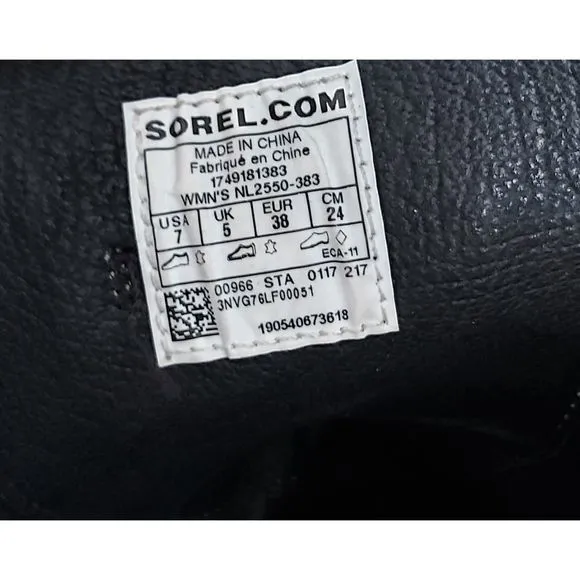 SOREL.COM
MADE IN CHINA
Fabriqué en Chine
1749181383
WMN'S NL2550-383
USA UK EUR CM
7 5 38 24
ECA-11
00966 STA 0117 217
3NVG76LF00051
190540673618